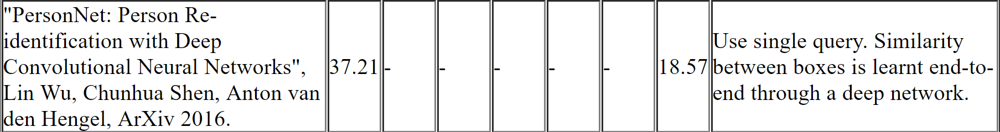 "PersonNet: Person Re-
identification with Deep
Convolutional Neural Networks",
Lin Wu, Chunhua Shen, Anton van
den Hengel, ArXiv 2016.
37.21
-
-
-
-
-
18.57
Use single query. Similarity
between boxes is learnt end-to-
end through a deep network.